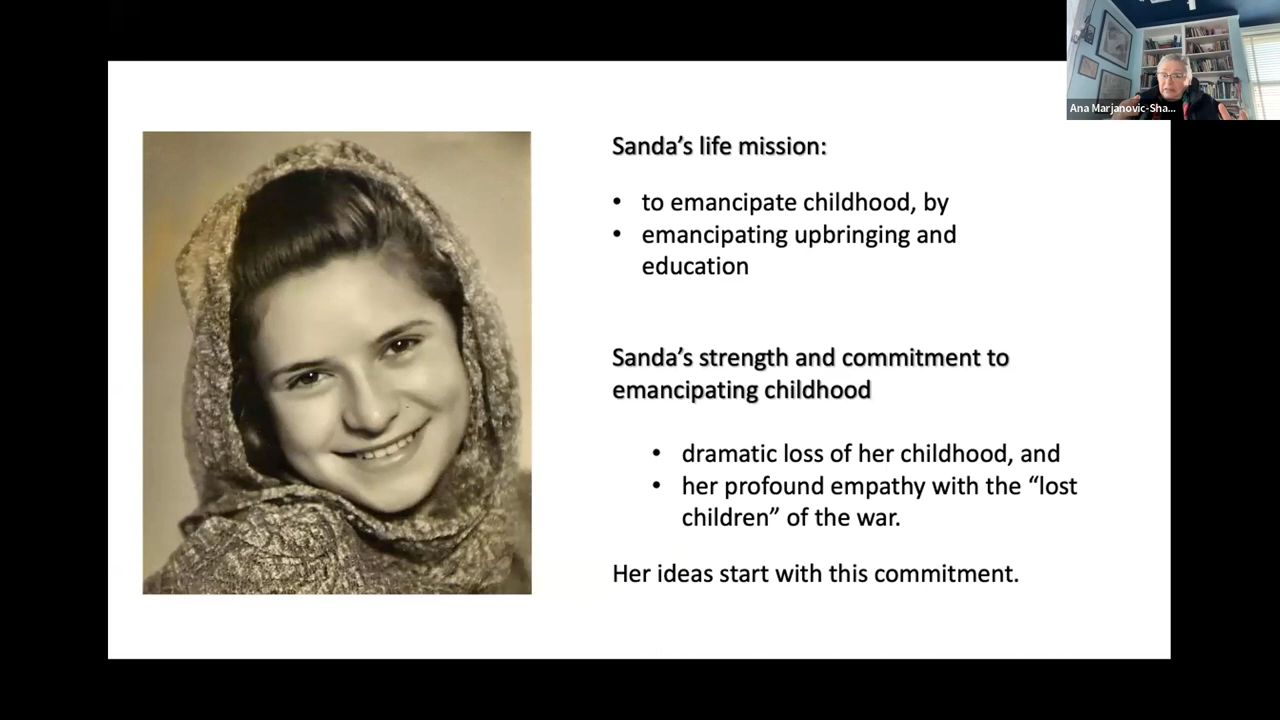 Ana Marjanovic-Sha...
Sanda’s life mission:
• to emancipate childhood, by
• emancipating upbringing and
education
Sanda’s strength and commitment to
emancipating childhood
• dramatic loss of her childhood, and
• her profound empathy with the “lost
children” of the war.
Her ideas start with this commitment.